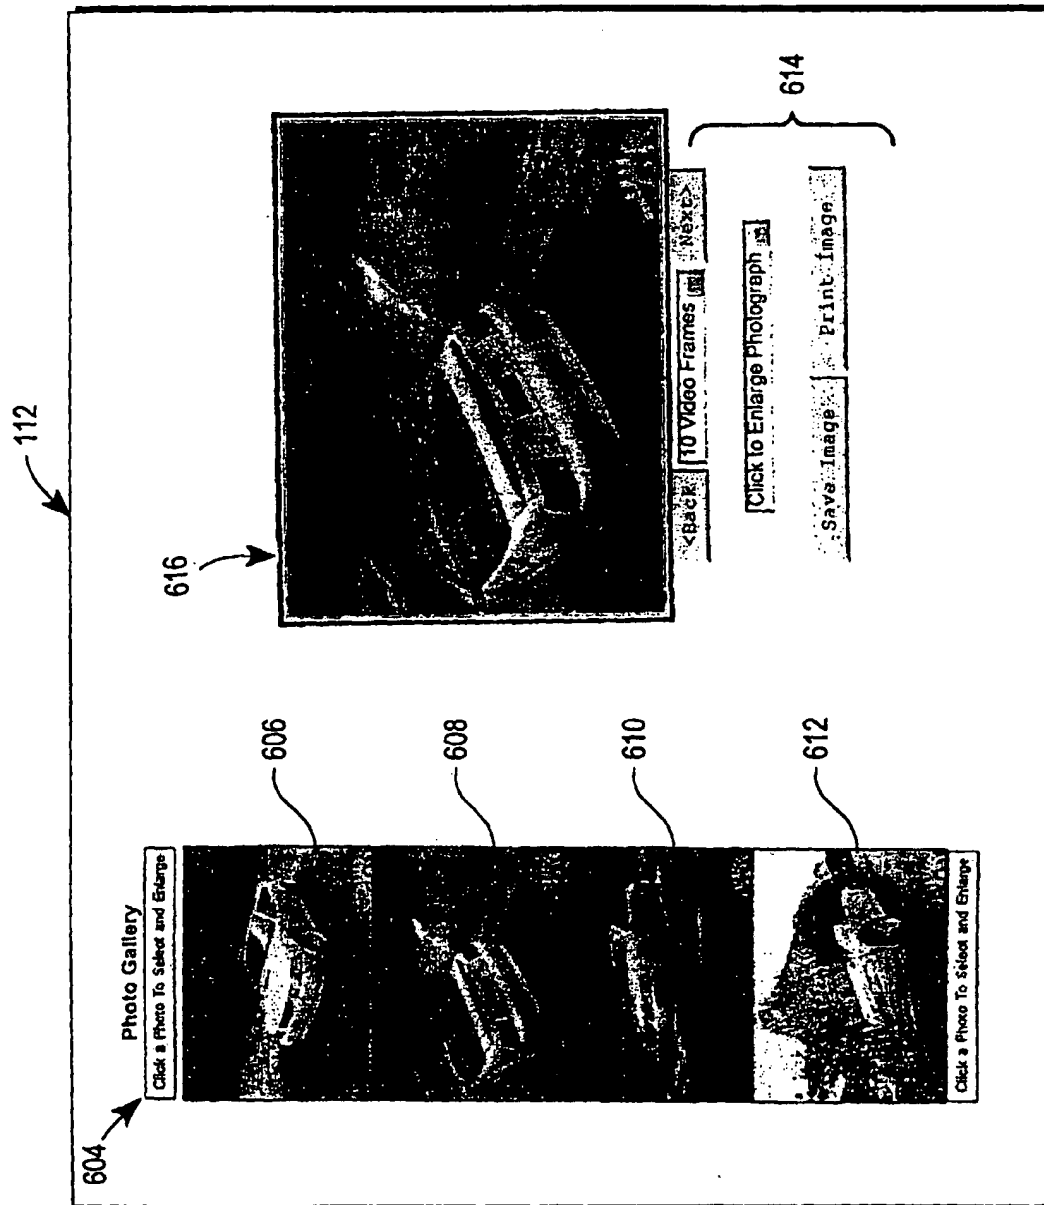 112
604
Photo Gallery
Click a Photo To Select and Enlarge
606
608
610
612
Click a Photo To Select and Enlarge
616
<Back
10 Video Frames
Next>
Click to Enlarge Photograph
Save Image
Print Image
614